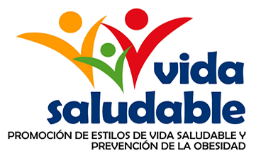 vida
saludable
PROMOCIÓN DE ESTILOS DE VIDA SALUDABLE Y
PREVENCIÓN DE LA OBESIDAD